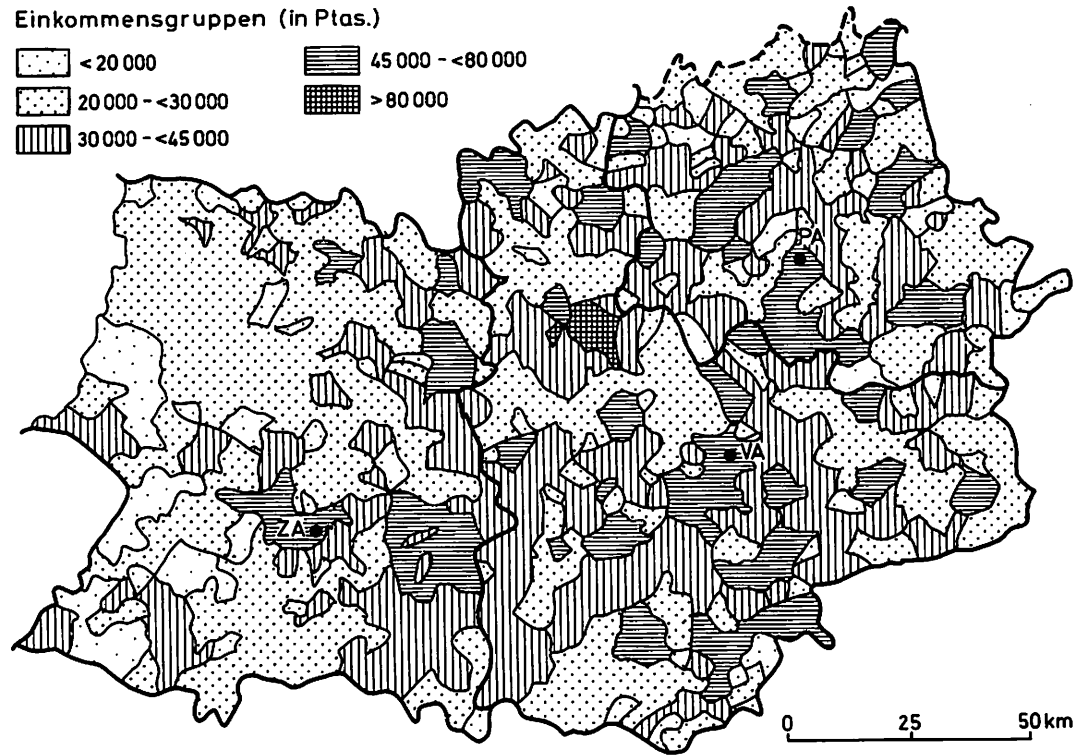 Einkommensgruppen (in Ptas.)
< 20 000
20 000 - <30 000
30 000 - <45 000
45 000 - <80 000
> 80 000
PA
VA
ZA
0 25 50 km